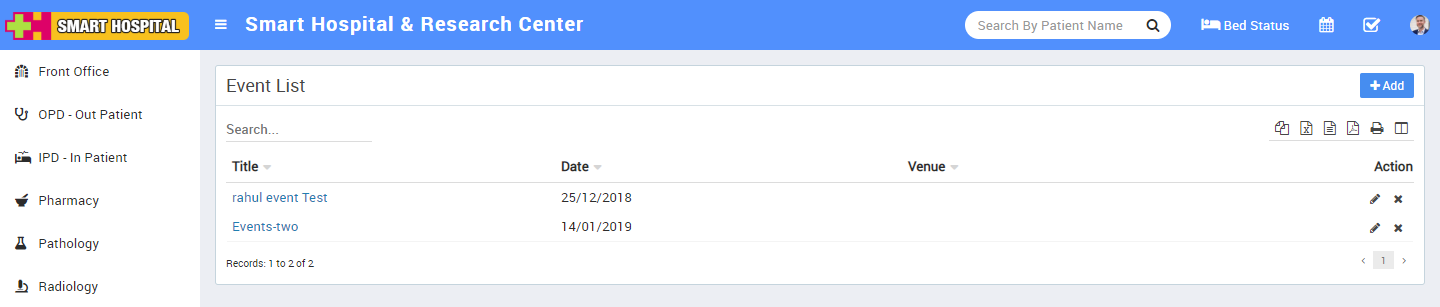 SMART HOSPITAL
Smart Hospital & Research Center
Search By Patient Name
Bed Status
Front Office
OPD - Out Patient
IPD - In Patient
Pharmacy
Pathology
Radiology
Event List
Add
Search...
Title Date Venue Action
rahul event Test 25/12/2018
Events-two 14/01/2019
Records: 1 to 2 of 2
1